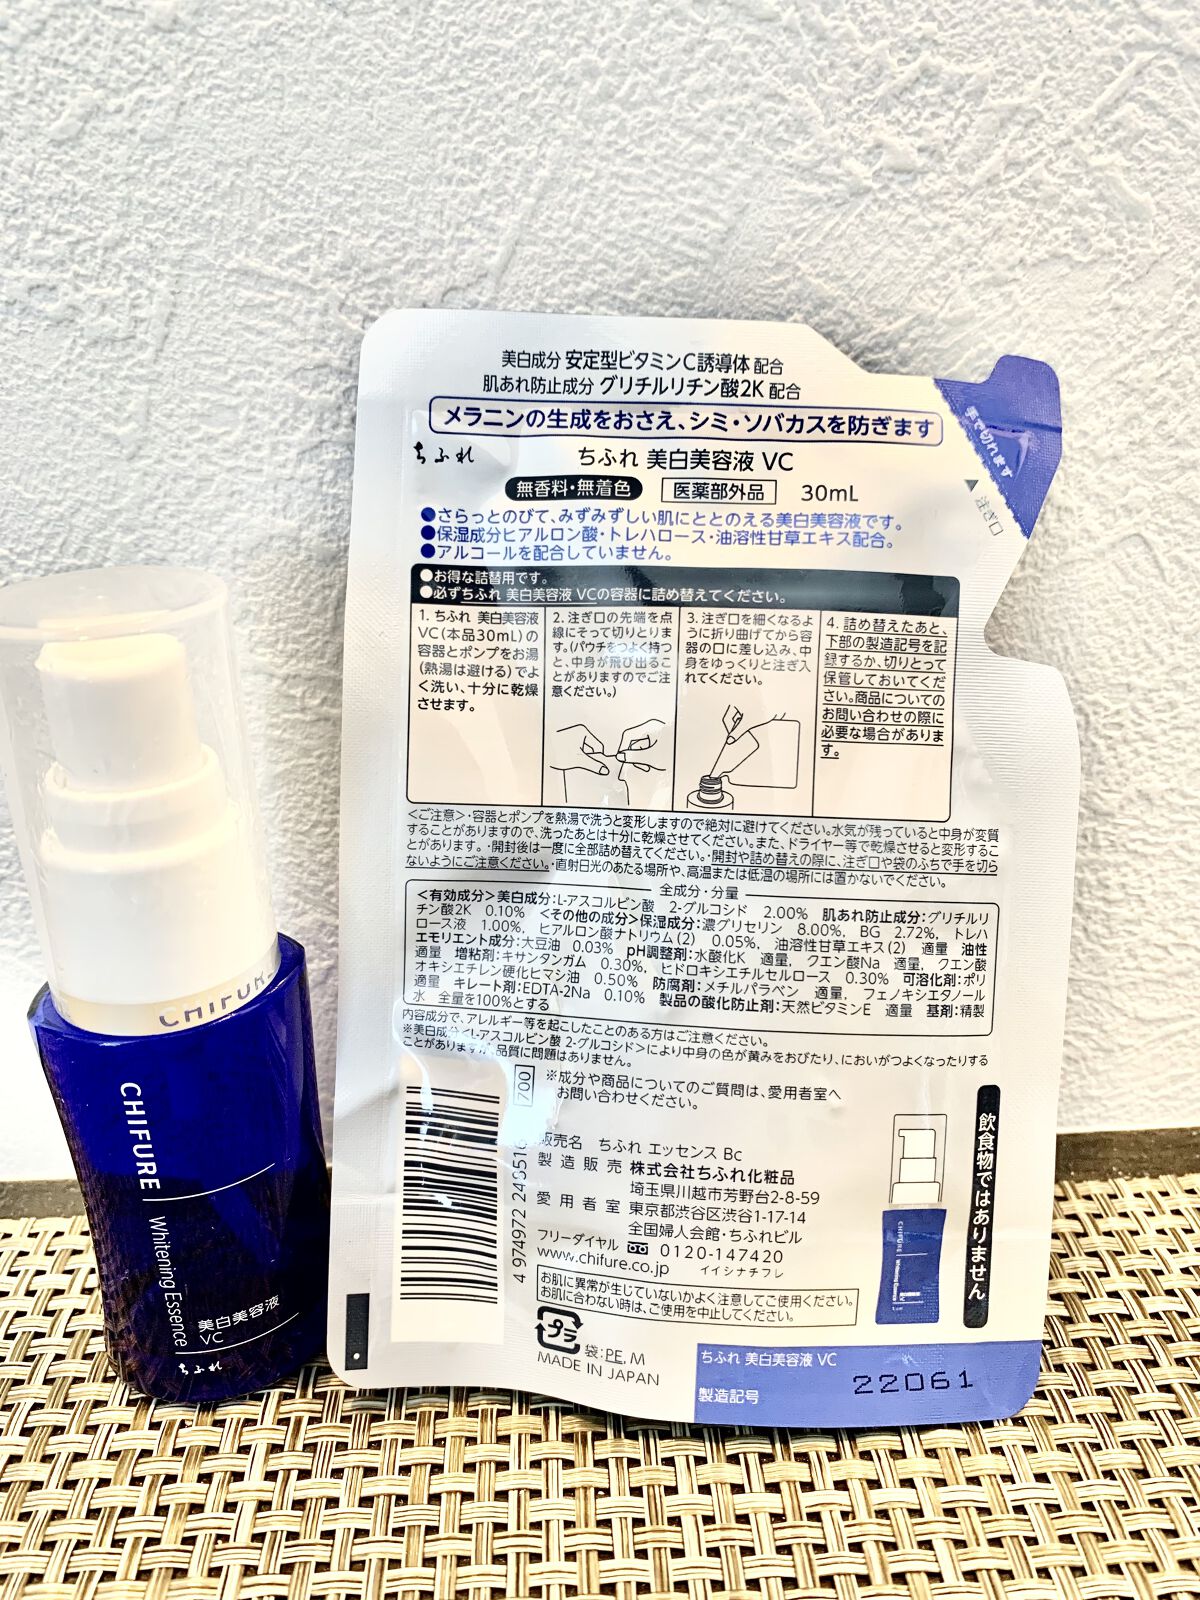 美白成分 安定型ビタミンC誘導体 配合
肌あれ防止成分 グリチルリチン酸2K 配合
メラニンの生成をおさえ、シミ・ソバカスを防ぎます
手で切れます
注ぎ口
ちふれ
ちふれ 美白美容液 VC
無香料・無着色 医薬部外品 30mL
●さらっとのびて、みずみずしい肌にととのえる美白美容液です。
●保湿成分ヒアルロン酸・トレハロース・油溶性甘草エキス配合。
●アルコールを配合していません。
●お得な詰替用です。
●必ずちふれ 美白美容液 VCの容器に詰め替えてください。
1. ちふれ 美白美容液
VC(本品30mL)の
容器とポンプをお湯
(熱湯は避ける)でよ
く洗い、十分に乾燥
させます。
2. 注ぎ口の先端を点
線にそって切りとりま
す。(パウチをつよく持つ
と、中身が飛び出るこ
とがありますのでご注
意ください。)
3. 注ぎ口を細くなるよ
うに折り曲げてから容
器の口に差し込み、中
身をゆっくりと注ぎ入
れてください。
4. 詰め替えたあと、
下部の製造記号を記
録するか、切りとって
保管しておいてくだ
さい。商品についての
お問い合わせの際に
必要な場合がありま
す。
<ご注意>・容器とポンプを熱湯で洗うと変形しますので絶対に避けてください。水気が残っていると中身が変質
することがありますので、洗ったあとは十分に乾燥させてください。また、ドライヤー等で乾燥させると変形するこ
とがあります。・開封後は一度に全部詰め替えてください。・開封や詰め替えの際に、注ぎ口や袋のふちで手を切ら
ないようにご注意ください。・直射日光のあたる場所や、高温または低温の場所には置かないでください。
全成分・分量
<有効成分>美白成分:L-アスコルビン酸 2-グルコシド 2.00% 肌あれ防止成分:グリチルリ
チン酸2K 0.10% <その他の成分>保湿成分:濃グリセリン 8.00%, BG 2.72%, トレハ
ロース液 1.00%, ヒアルロン酸ナトリウム(2) 0.05%, 油溶性甘草エキス(2) 適量 油性
エモリエント成分:大豆油 0.03% pH調整剤:水酸化K 適量, クエン酸Na 適量, クエン酸
適量 増粘剤:キサンタンガム 0.30%, ヒドロキシエチルセルロース 0.30% 可溶化剤:ポリ
オキシエチレン硬化ヒマシ油 0.50% 防腐剤:メチルパラベン 適量, フェノキシエタノール
適量 キレート剤:EDTA-2Na 0.10% 製品の酸化防止剤:天然ビタミンE 適量 基剤:精製
水 全量を100%とする
内容成分で、アレルギー等を起こしたことのある方はご注意ください。
※美白成分<L-アスコルビン酸 2-グルコシド>により中身の色が黄みをおびたり、においがつよくなったりする
ことがありますが、品質に問題はありません。
700
※成分や商品についてのご質問は、愛用者室へ
お問い合わせください。
販売名 ちふれ エッセンス Bc
製造販売 株式会社ちふれ化粧品
埼玉県川越市芳野台2-8-59
愛用者室 東京都渋谷区渋谷1-17-14
全国婦人会館・ちふれビル
フリーダイヤル 0120-147420
www.chifure.co.jp イイシナチフレ
お肌に異常が生じていないかよく注意してご使用ください。
お肌に合わない時は、ご使用を中止してください。
プラ 袋:PE, M
MADE IN JAPAN
飲食物ではありません
ちふれ 美白美容液 VC
製造記号 22061
CHIFURE
CHIFURE
Whitening Essence
美白美容液
VC
ちふれ